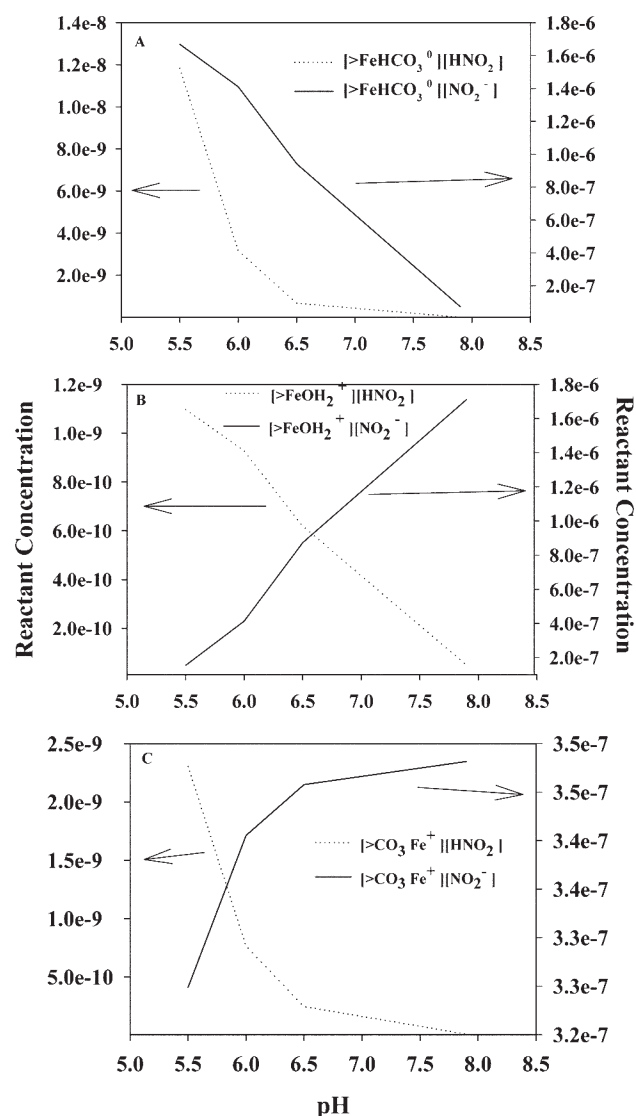 1.4e-8
1.2e-8
1.0e-8
8.0e-9
6.0e-9
4.0e-9
2.0e-9
A
[>FeHCO₃⁰][HNO₂]
[>FeHCO₃⁰][NO₂⁻]
1.8e-6
1.6e-6
1.4e-6
1.2e-6
1.0e-6
8.0e-7
6.0e-7
4.0e-7
2.0e-7
5.0 5.5 6.0 6.5 7.0 7.5 8.0 8.5
Reactant Concentration
1.2e-9
1.0e-9
8.0e-10
6.0e-10
4.0e-10
2.0e-10
B
[>FeOH₂⁺][HNO₂]
[>FeOH₂⁺][NO₂⁻]
1.8e-6
1.6e-6
1.4e-6
1.2e-6
1.0e-6
8.0e-7
6.0e-7
4.0e-7
2.0e-7
Reactant Concentration
5.0 5.5 6.0 6.5 7.0 7.5 8.0 8.5
2.5e-9
2.0e-9
1.5e-9
1.0e-9
5.0e-10
C
[>CO₃Fe⁺][HNO₂]
[>CO₃Fe⁺][NO₂⁻]
3.5e-7
3.5e-7
3.4e-7
3.4e-7
3.3e-7
3.3e-7
3.2e-7
5.0 5.5 6.0 6.5 7.0 7.5 8.0 8.5
pH